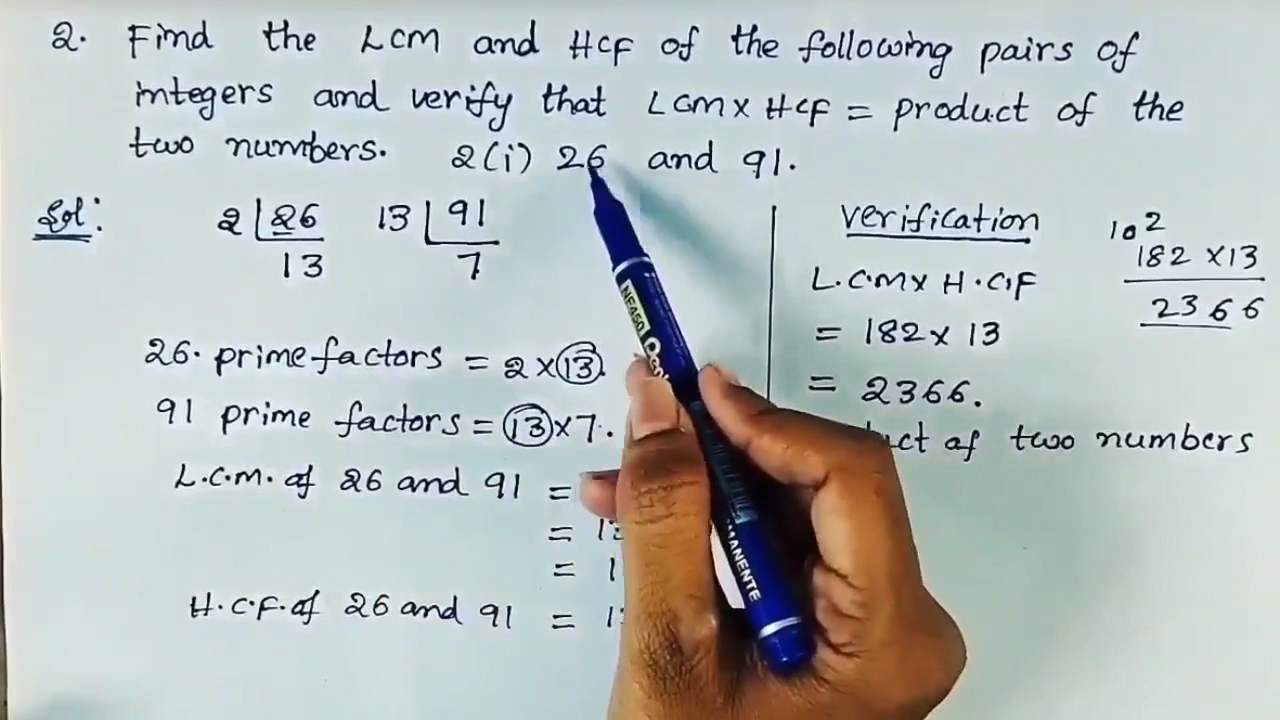 2. Find the LCM and HCF of the following pairs of
integers and verify that LCM x HCF = product of the
two numbers. 2(i) 26 and 91.
Sol:
2 26
13
13 91
7
26. prime factors = 2 x 13.
91 prime factors = 13 x 7.
L.C.M. of 26 and 91 =
=
=
H.C.F. of 26 and 91 =
verification
L.C.M x H.C.F
= 182 x 13
= 2366.
of two numbers
102
182 x 13
2366